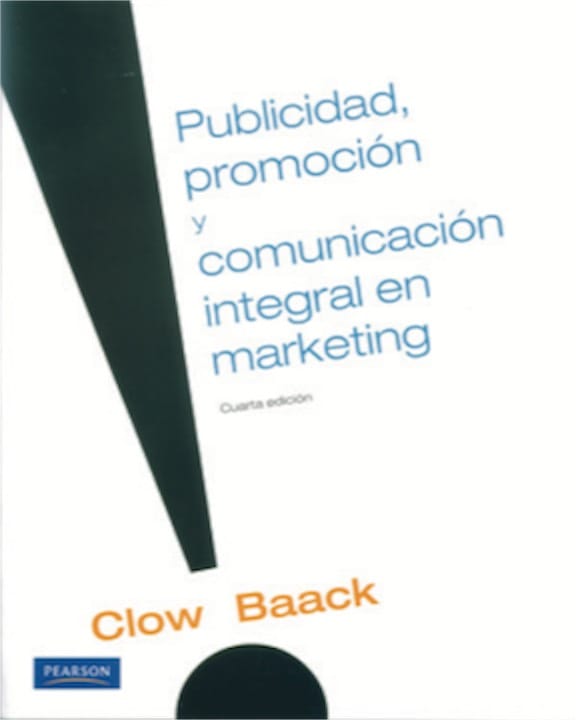 Publicidad,
promoción
y
comunicación
integral en
marketing
Cuarta edición
Clow Baack
PEARSON